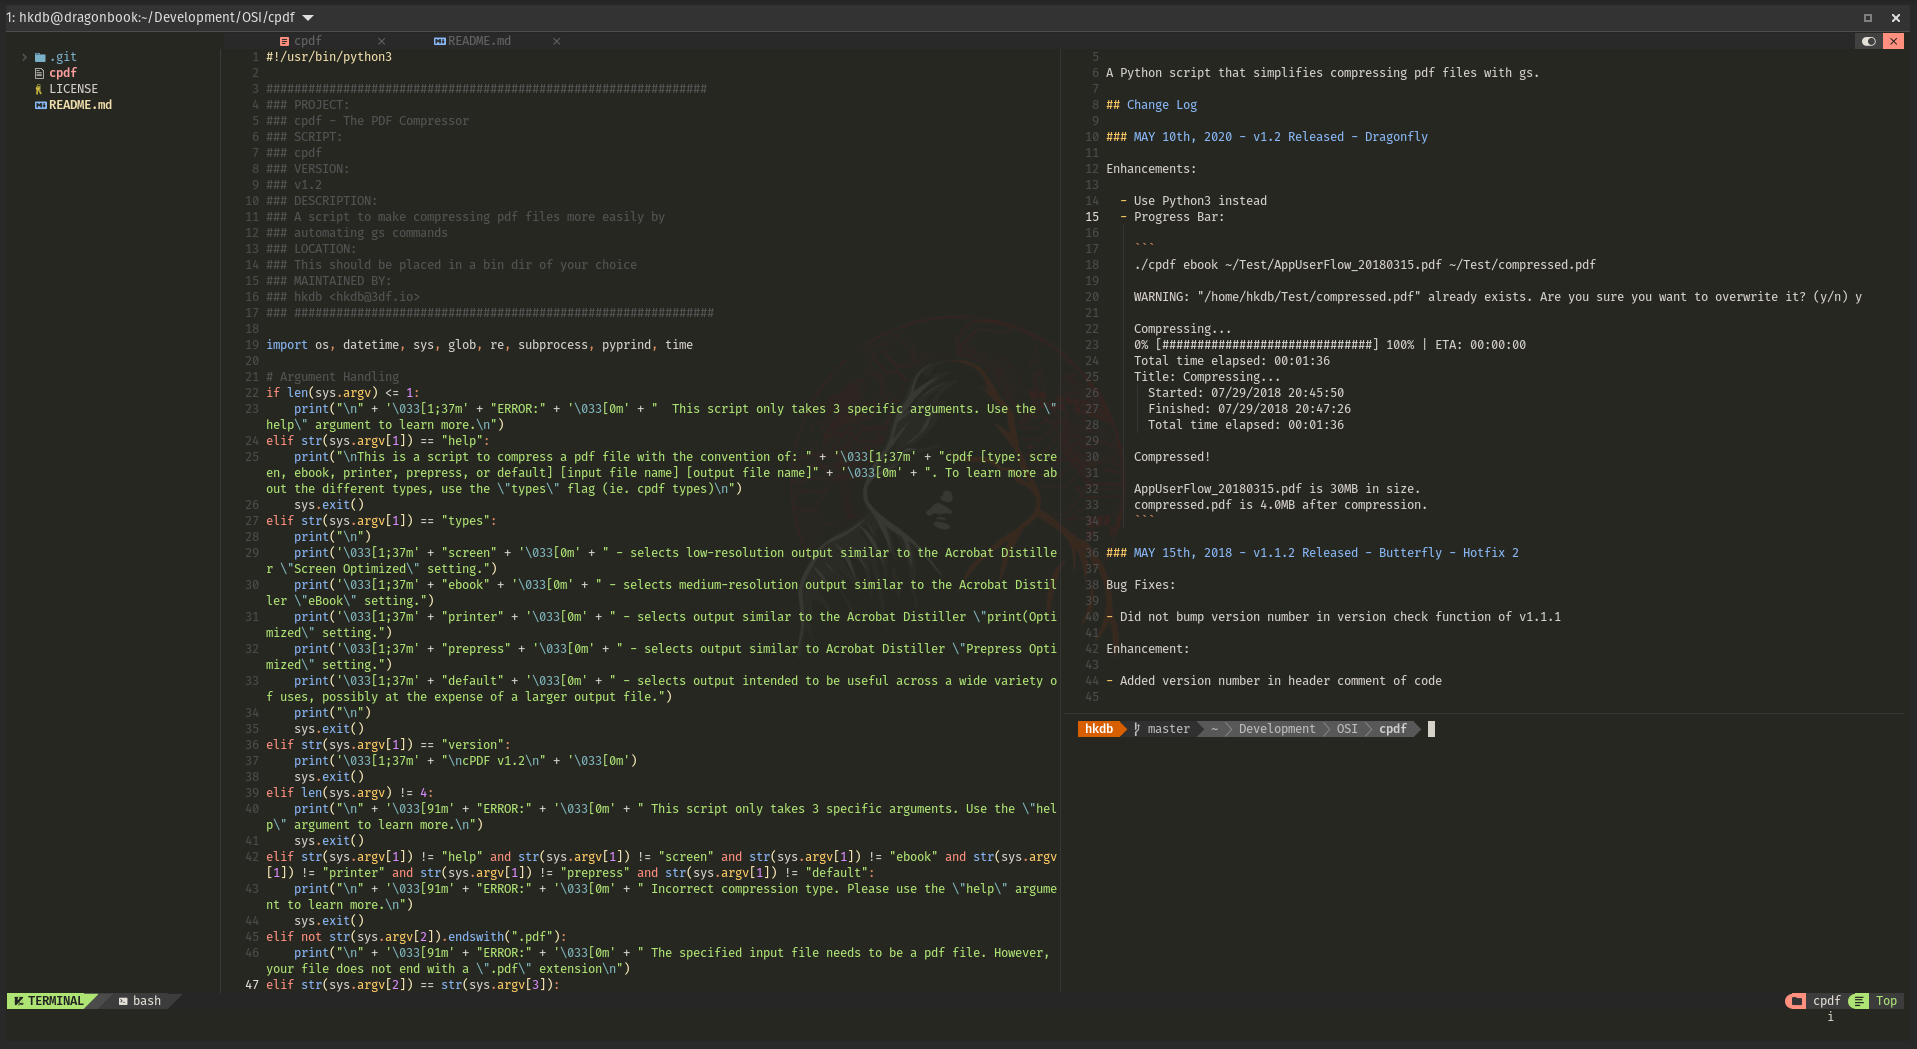 1: hkdb@dragonbook:~/Development/OSI/cpdf
cpdf
README.md
.git
cpdf
LICENSE
README.md
1 #!/usr/bin/python3
2
3 ###############################################################
4 ### PROJECT:
5 ### cpdf - The PDF Compressor
6 ### SCRIPT:
7 ### cpdf
8 ### VERSION:
9 ### v1.2
10 ### DESCRIPTION:
11 ### A script to make compressing pdf files more easily by
12 ### automating gs commands
13 ### LOCATION:
14 ### This should be placed in a bin dir of your choice
15 ### MAINTAINED BY:
16 ### hkdb <hkdb@3df.io>
17 ### ############################################################
18
19 import os, datetime, sys, glob, re, subprocess, pyprind, time
20
21 # Argument Handling
22 if len(sys.argv) <= 1:
23     print("\n" + '\033[1;37m' + "ERROR:" + '\033[0m' + "  This script only takes 3 specific arguments. Use the \"
help\" argument to learn more.\n")
24 elif str(sys.argv[1]) == "help":
25     print("\nThis is a script to compress a pdf file with the convention of: " + '\033[1;37m' + "cpdf [type: scre
en, ebook, printer, prepress, or default] [input file name] [output file name]" + '\033[0m' + ". To learn more ab
out the different types, use the \"types\" flag (ie. cpdf types)\n")
26     sys.exit()
27 elif str(sys.argv[1]) == "types":
28     print("\n")
29     print('\033[1;37m' + "screen" + '\033[0m' + " - selects low-resolution output similar to the Acrobat Distille
r \"Screen Optimized\" setting.")
30     print('\033[1;37m' + "ebook" + '\033[0m' + " - selects medium-resolution output similar to the Acrobat Distil
ler \"eBook\" setting.")
31     print('\033[1;37m' + "printer" + '\033[0m' + " - selects output similar to the Acrobat Distiller \"print(Opti
mized\" setting.")
32     print('\033[1;37m' + "prepress" + '\033[0m' + " - selects output similar to Acrobat Distiller \"Prepress Opti
mized\" setting.")
33     print('\033[1;37m' + "default" + '\033[0m' + " - selects output intended to be useful across a wide variety o
f uses, possibly at the expense of a larger output file.")
34     print("\n")
35     sys.exit()
36 elif str(sys.argv[1]) == "version":
37     print('\033[1;37m' + "\ncPDF v1.2\n" + '\033[0m')
38     sys.exit()
39 elif len(sys.argv) != 4:
40     print("\n" + '\033[91m' + "ERROR:" + '\033[0m' + " This script only takes 3 specific arguments. Use the \"hel
p\" argument to learn more.\n")
41     sys.exit()
42 elif str(sys.argv[1]) != "help" and str(sys.argv[1]) != "screen" and str(sys.argv[1]) != "ebook" and str(sys.argv
[1]) != "printer" and str(sys.argv[1]) != "prepress" and str(sys.argv[1]) != "default":
43     print("\n" + '\033[91m' + "ERROR:" + '\033[0m' + " Incorrect compression type. Please use the \"help\" argume
nt to learn more.\n")
44     sys.exit()
45 elif not str(sys.argv[2]).endswith(".pdf"):
46     print("\n" + '\033[91m' + "ERROR:" + '\033[0m' + " The specified input file needs to be a pdf file. However,
your file does not end with a \".pdf\" extension\n")
47 elif str(sys.argv[2]) == str(sys.argv[3]):
5
6 A Python script that simplifies compressing pdf files with gs.
7
8 ## Change Log
9
10 ### MAY 10th, 2020 - v1.2 Released - Dragonfly
11
12 Enhancements:
13
14   - Use Python3 instead
15   - Progress Bar:
16
17     ```
18     ./cpdf ebook ~/Test/AppUserFlow_20180315.pdf ~/Test/compressed.pdf
19
20     WARNING: "/home/hkdb/Test/compressed.pdf" already exists. Are you sure you want to overwrite it? (y/n) y
21
22     Compressing...
23     0% [##############################] 100% | ETA: 00:00:00
24     Total time elapsed: 00:01:36
25     Title: Compressing...
26       Started: 07/29/2018 20:45:50
27       Finished: 07/29/2018 20:47:26
28       Total time elapsed: 00:01:36
29
30     Compressed!
31
32     AppUserFlow_20180315.pdf is 30MB in size.
33     compressed.pdf is 4.0MB after compression.
34     ```
35
36 ### MAY 15th, 2018 - v1.1.2 Released - Butterfly - Hotfix 2
37
38 Bug Fixes:
39
40 - Did not bump version number in version check function of v1.1.1
41
42 Enhancement:
43
44 - Added version number in header comment of code
45
hkdb master ~ Development OSI cpdf
TERMINAL bash
cpdf Top
i